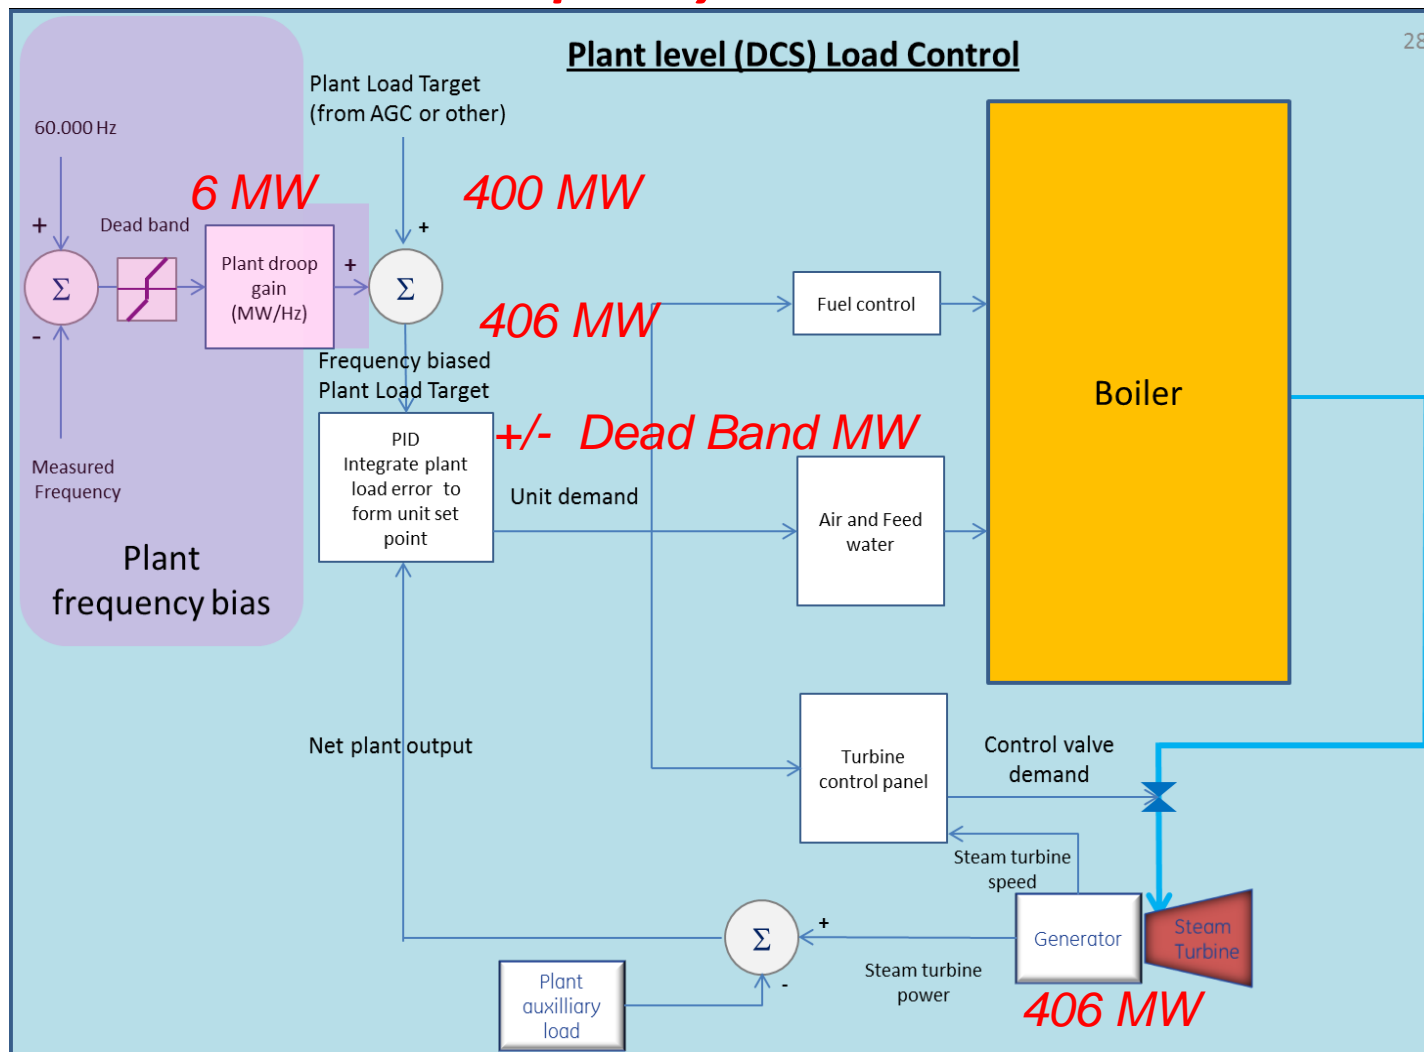 Plant level (DCS) Load Control
28
Plant Load Target
(from AGC or other)
60.000 Hz
6 MW
400 MW
+
Dead band
+
Σ
Plant droop
gain
(MW/Hz)
+
Σ
-
406 MW
Fuel control
Frequency biased
Plant Load Target
Boiler
+/- Dead Band MW
PID
Integrate plant
load error to
form unit set
point
Measured
Frequency
Unit demand
Air and Feed
water
Plant
frequency bias
Net plant output
Turbine
control panel
Control valve
demand
Steam turbine
speed
Σ
+
-
Generator
Steam
Turbine
Steam turbine
power
Plant
auxilliary
load
406 MW